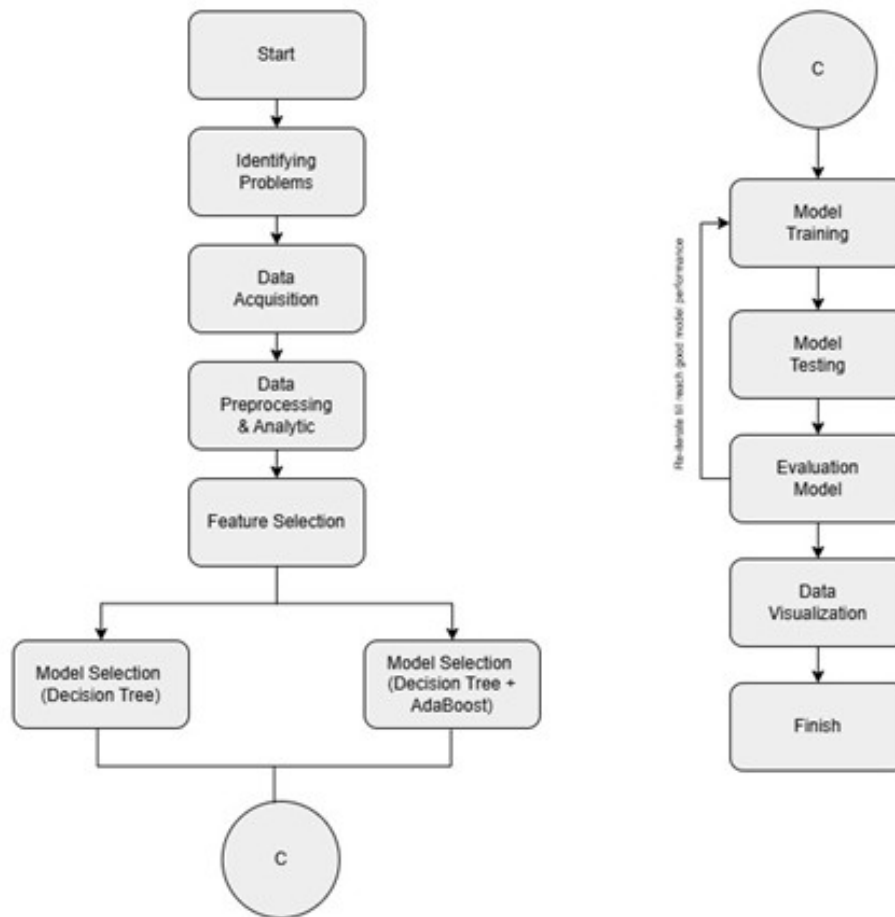 Start
Identifying
Problems
Data
Acquisition
Data
Preprocessing
& Analytic
Feature Selection
Model Selection
(Decision Tree)
Model Selection
(Decision Tree +
AdaBoost)
C
C
Model
Training
Re-iterate till reach good model performance
Model
Testing
Evaluation
Model
Data
Visualization
Finish